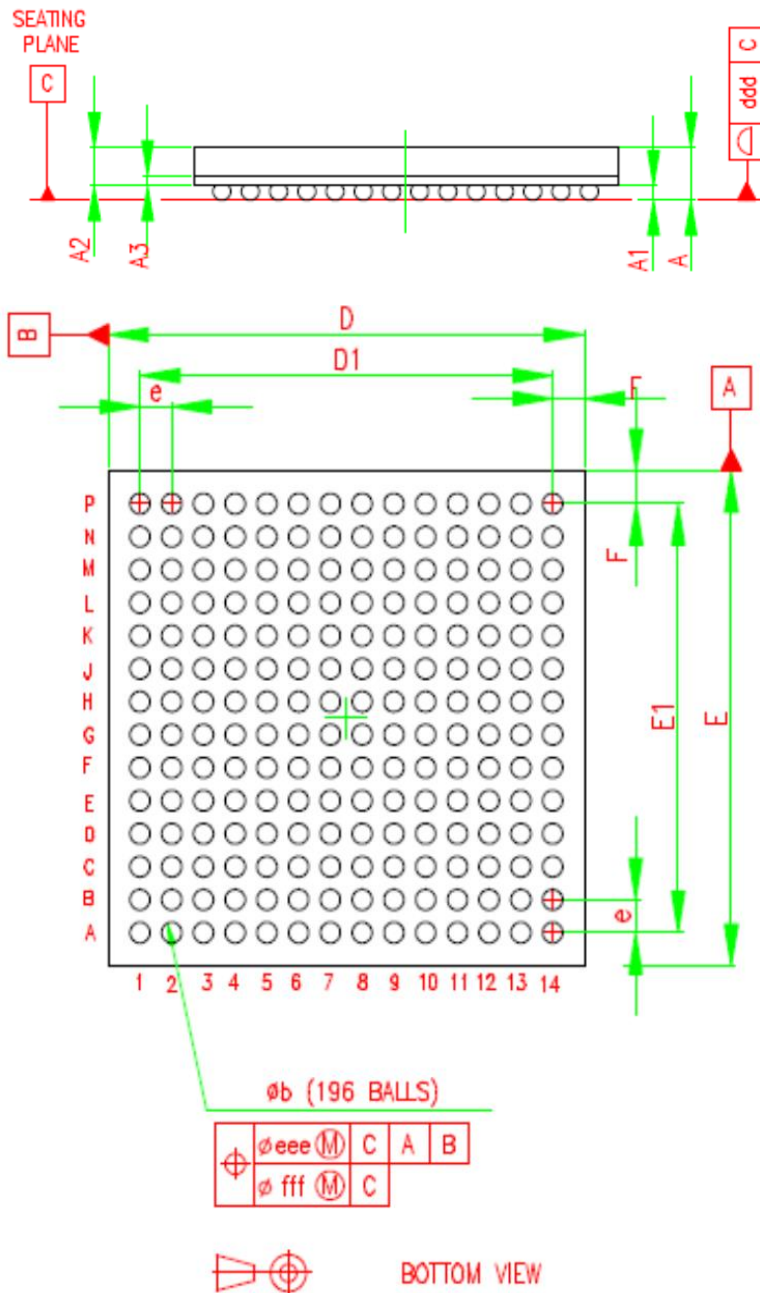 SEATING
PLANE
C
C
ddd
A2
A3
A1
A
B
D
D1
e
F
A
P
N
M
L
K
J
H
G
F
E
D
C
B
A
F
E1
E
e
1 2 3 4 5 6 7 8 9 10 11 12 13 14
øb (196 BALLS)
ø eee Ⓜ C A B
ø fff Ⓜ C
BOTTOM VIEW